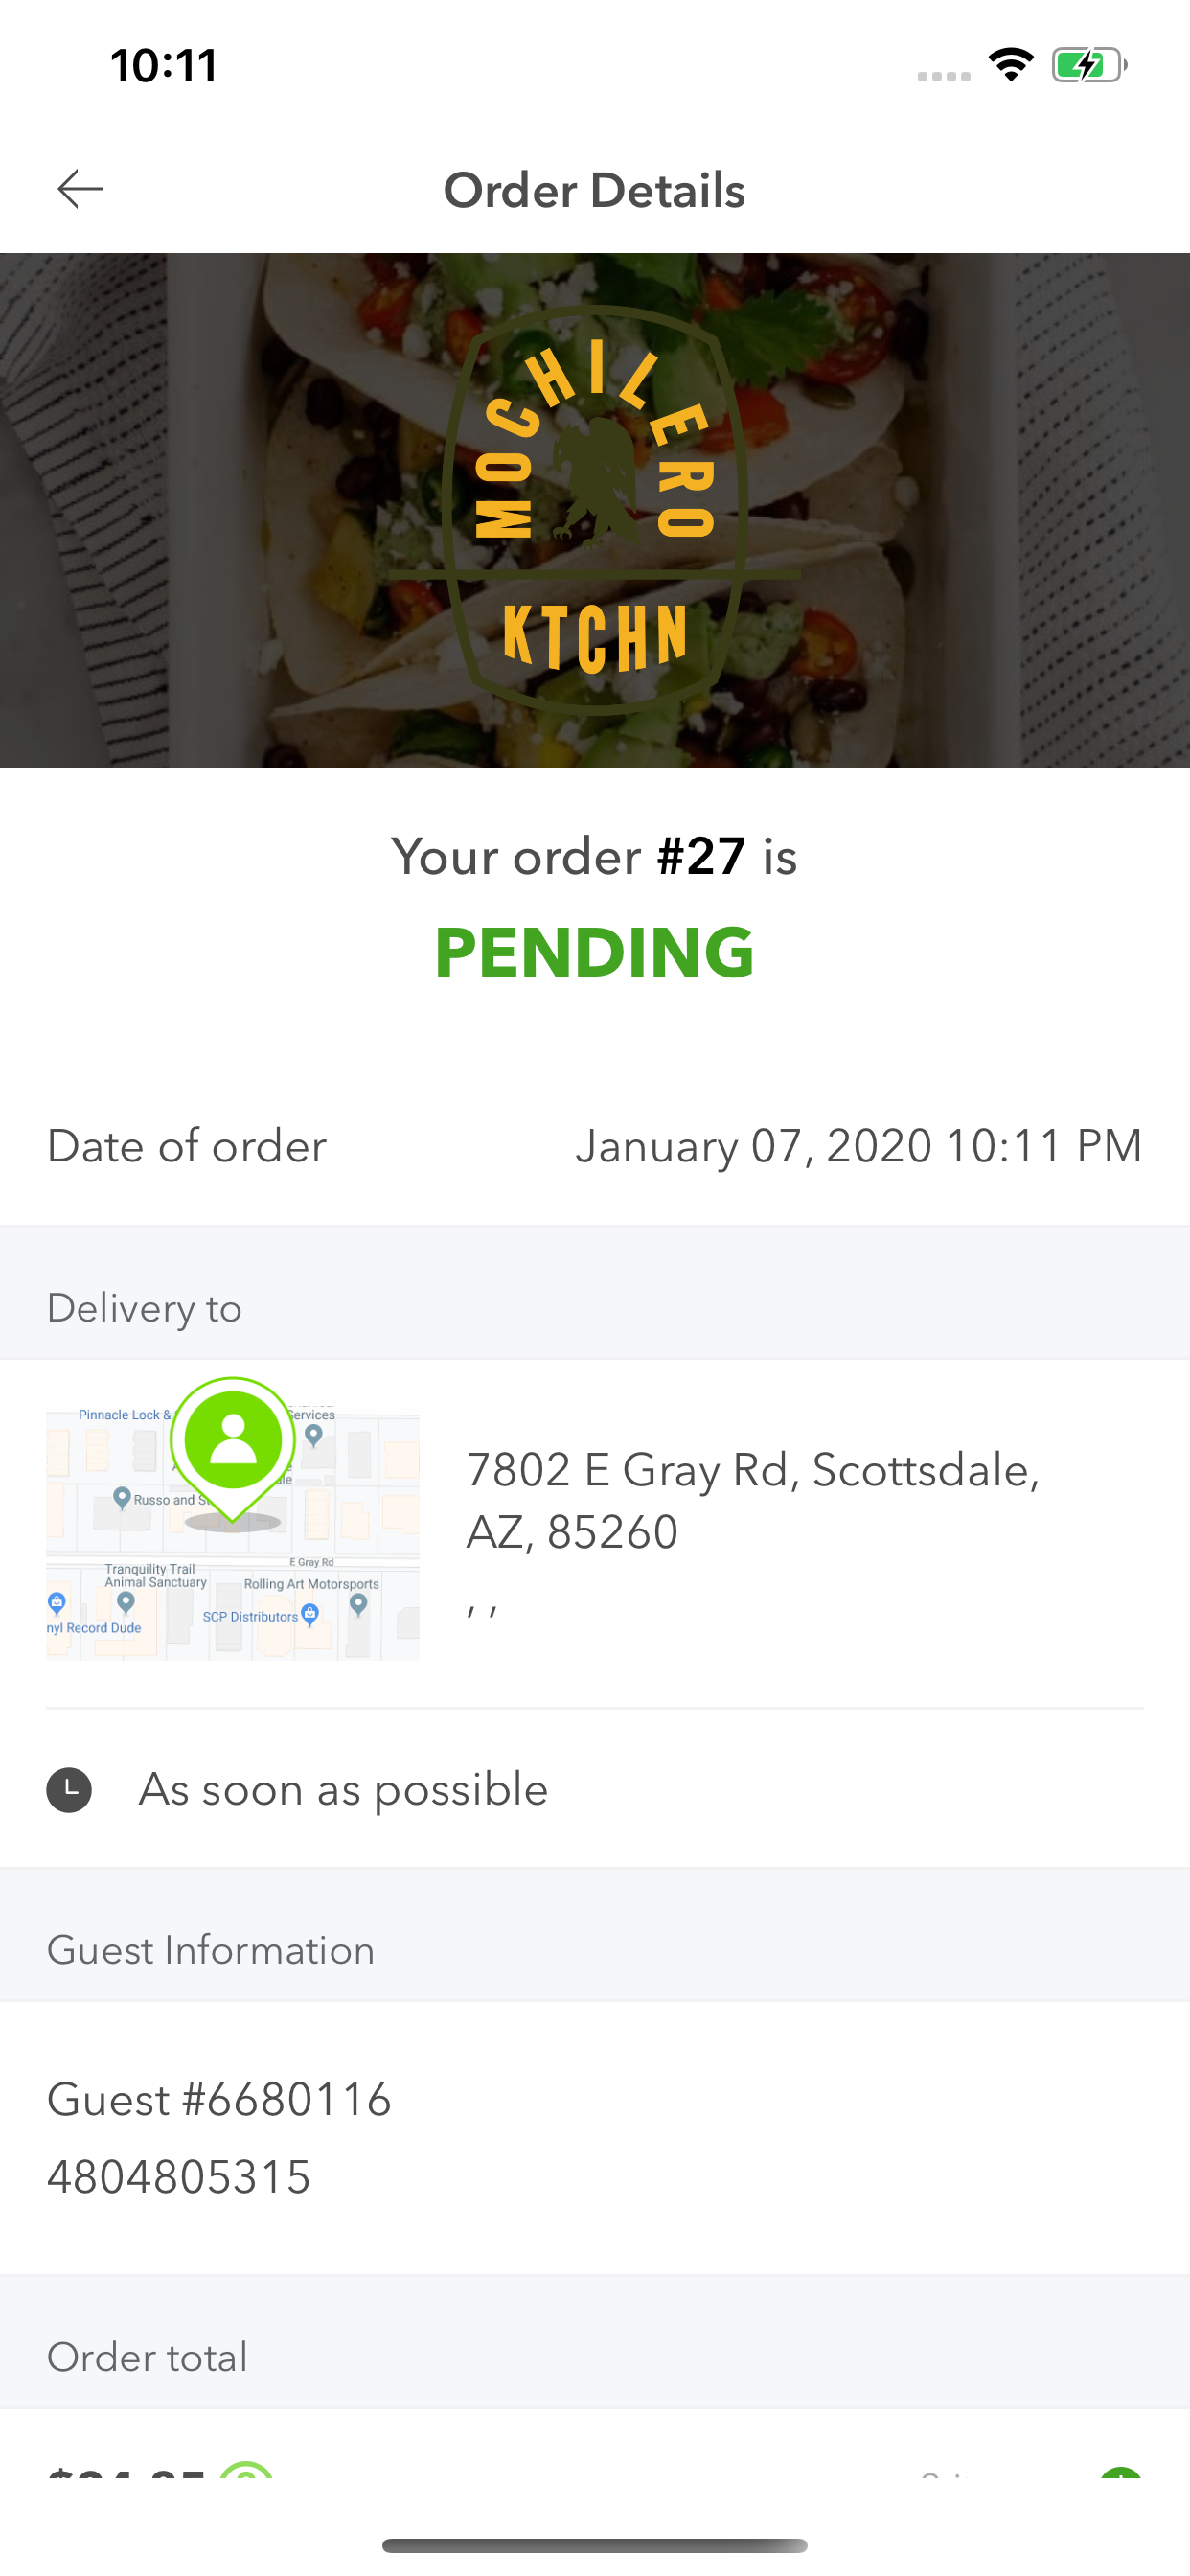 10:11
Order Details
MOCHILERO
KTCHN
Your order #27 is
PENDING
Date of order
January 07, 2020 10:11 PM
Delivery to
Pinnacle Lock &
Services
Russo and
E Gray Rd
Tranquility Trail
Animal Sanctuary
Rolling Art Motorsports
SCP Distributors
nyl Record Dude
7802 E Gray Rd, Scottsdale,
AZ, 85260
, ,
As soon as possible
Guest Information
Guest #6680116
4804805315
Order total